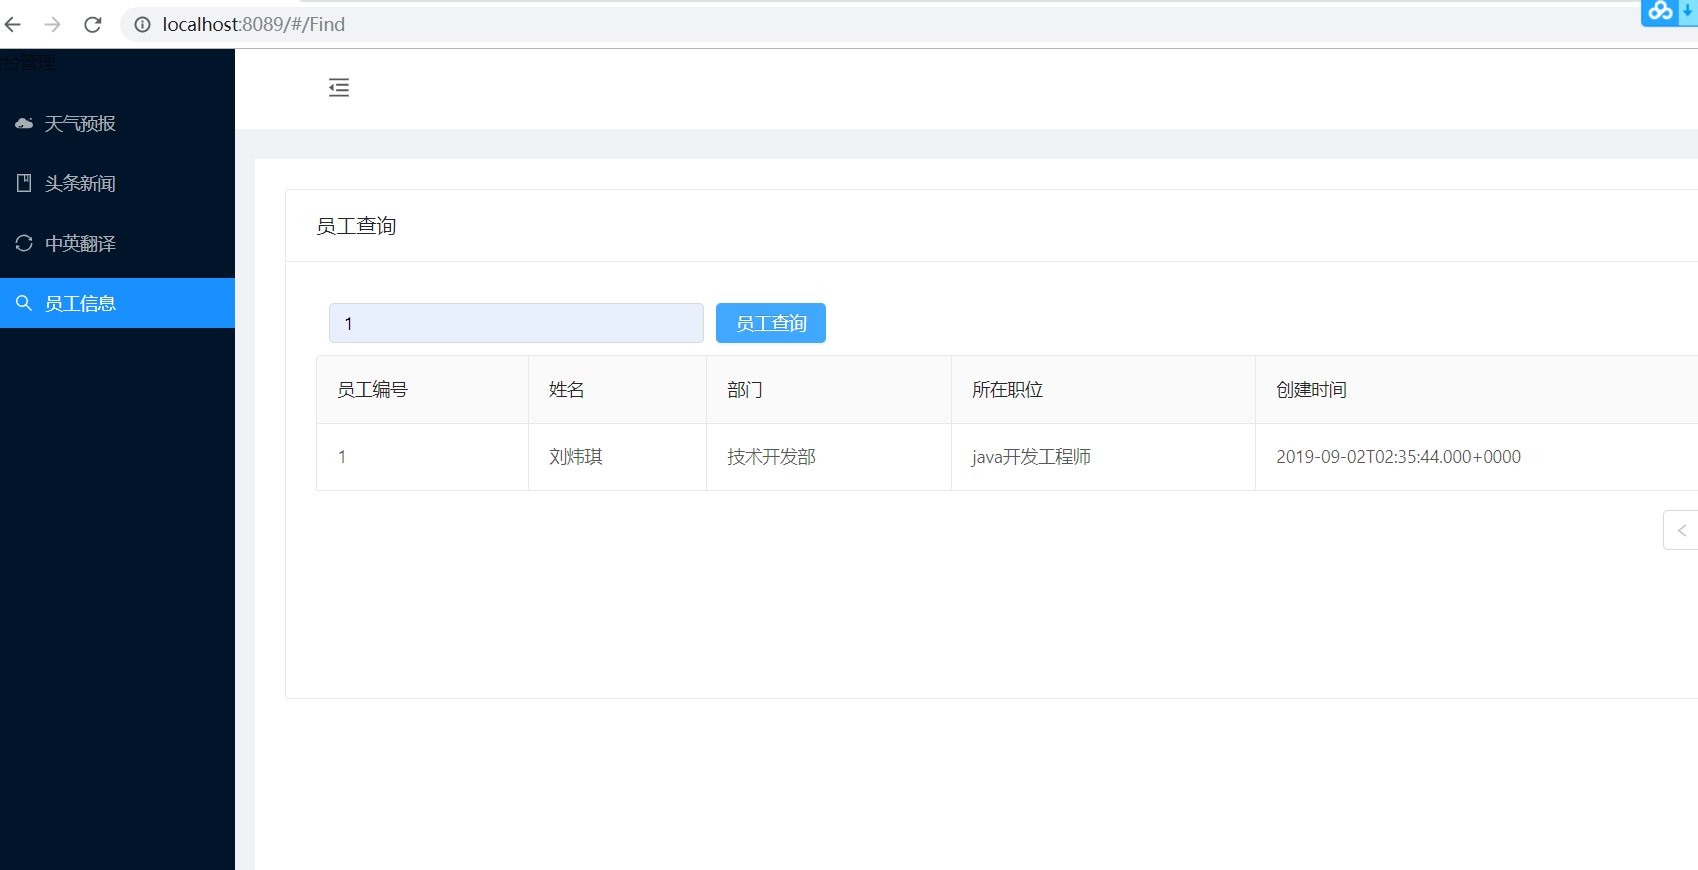 localhost:8089/#/Find
台管理
天气预报
头条新闻
中英翻译
员工信息
员工查询
1 员工查询
员工编号 姓名 部门 所在职位 创建时间
1 刘炜琪 技术开发部 java开发工程师 2019-09-02T02:35:44.000+0000